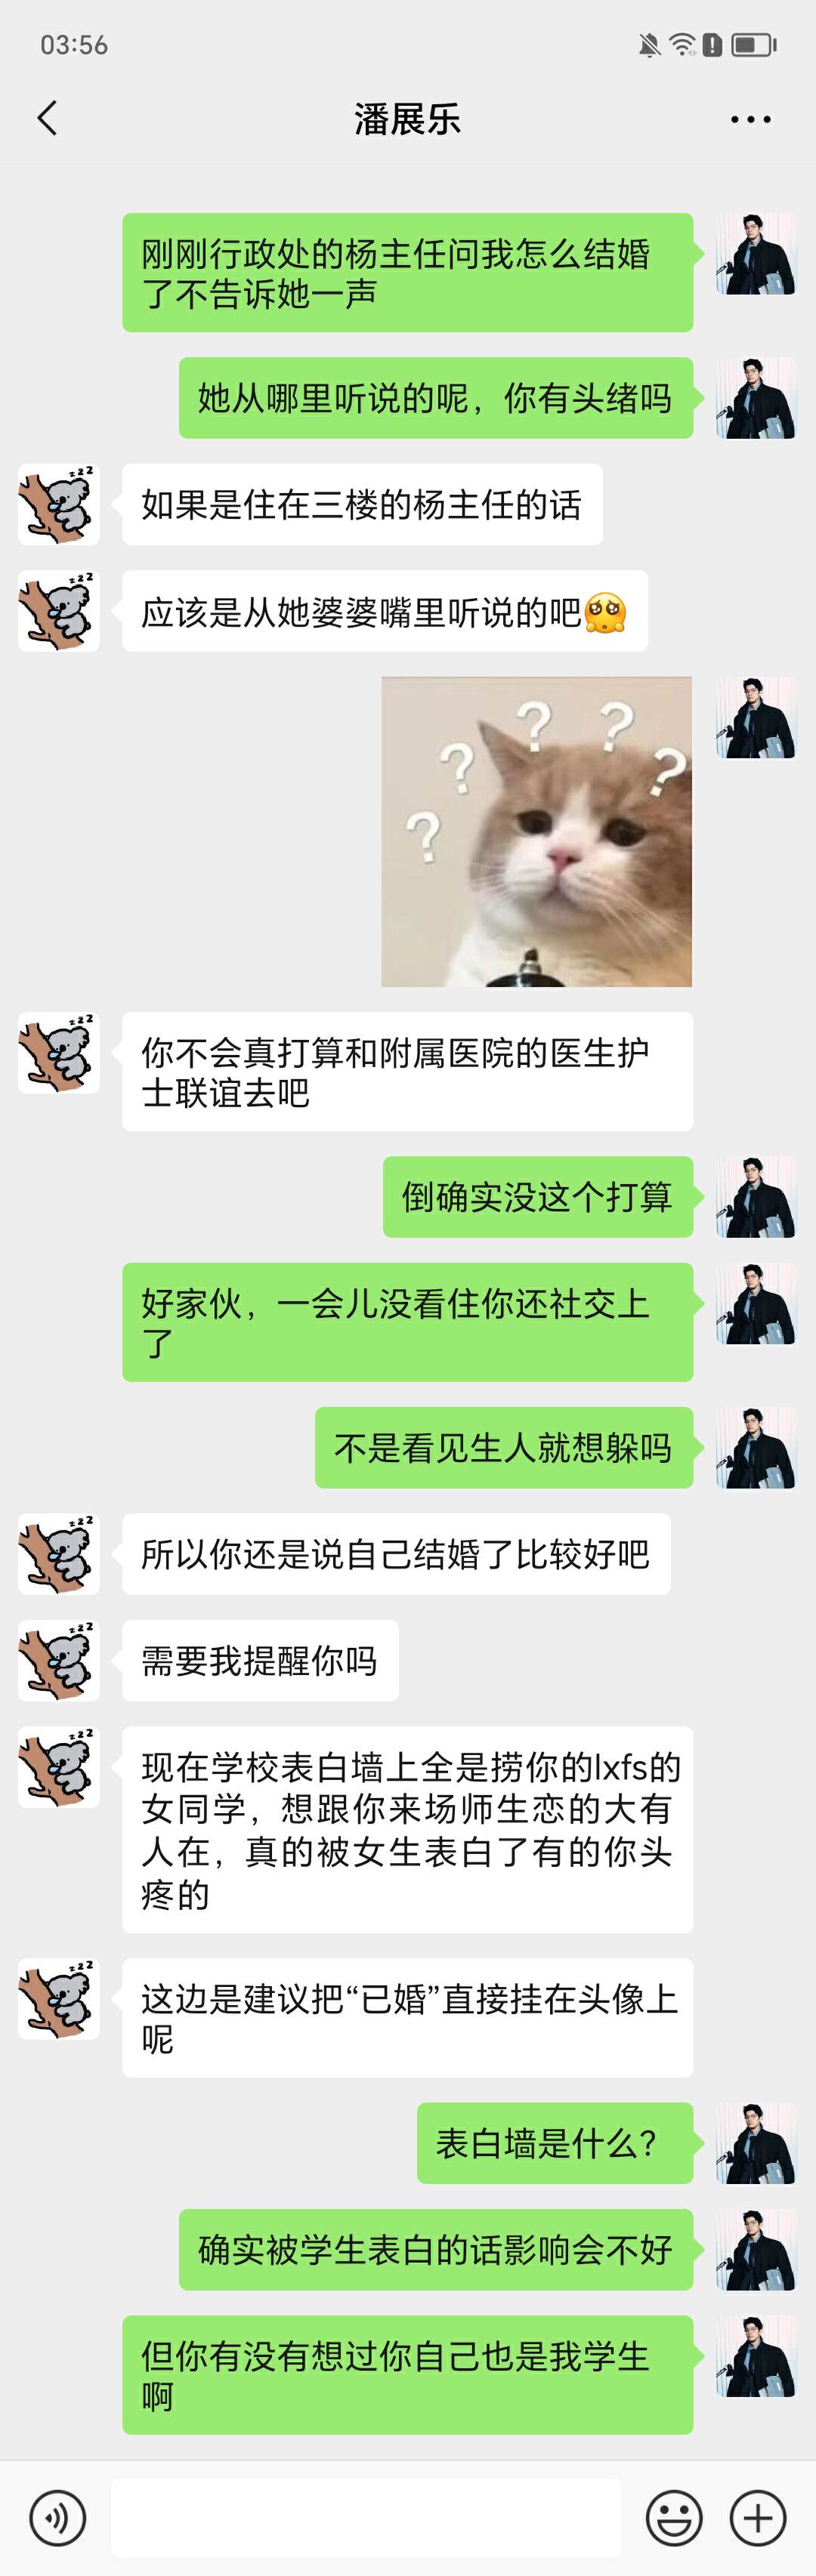 03:56
潘展乐
刚刚行政处的杨主任问我怎么结婚
了不告诉她一声
她从哪里听说的呢，你有头绪吗
zzz
如果是住在三楼的杨主任的话
zzz
应该是从她婆婆嘴里听说的吧
? ? ? ? ?
zzz
你不会真打算和附属医院的医生护
士联谊去吧
倒确实没这个打算
好家伙，一会儿没看住你还社交上
了
不是看见生人就想躲吗
zzz
所以你还是说自己结婚了比较好吧
zzz
需要我提醒你吗
zzz
现在学校表白墙上全是捞你的lxfs的
女同学，想跟你来场师生恋的大有
人在，真的被女生表白了有的你头
疼的
zzz
这边是建议把“已婚”直接挂在头像上
呢
表白墙是什么？
确实被学生表白的话影响会不好
但你有没有想过你自己也是我学生
啊